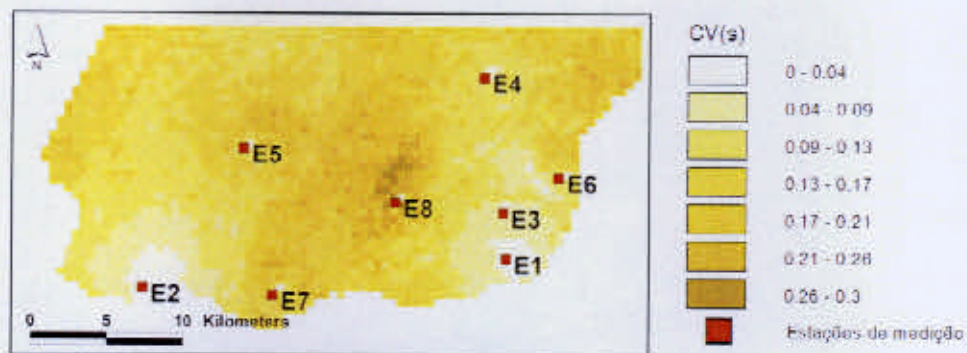 N
E4
E5
E6
E8
E3
E1
E2
E7
0 5 10 Kilometers
CV(s)
0 - 0.04
0.04 - 0.09
0.09 - 0.13
0.13 - 0.17
0.17 - 0.21
0.21 - 0.26
0.26 - 0.3
Estações de medição